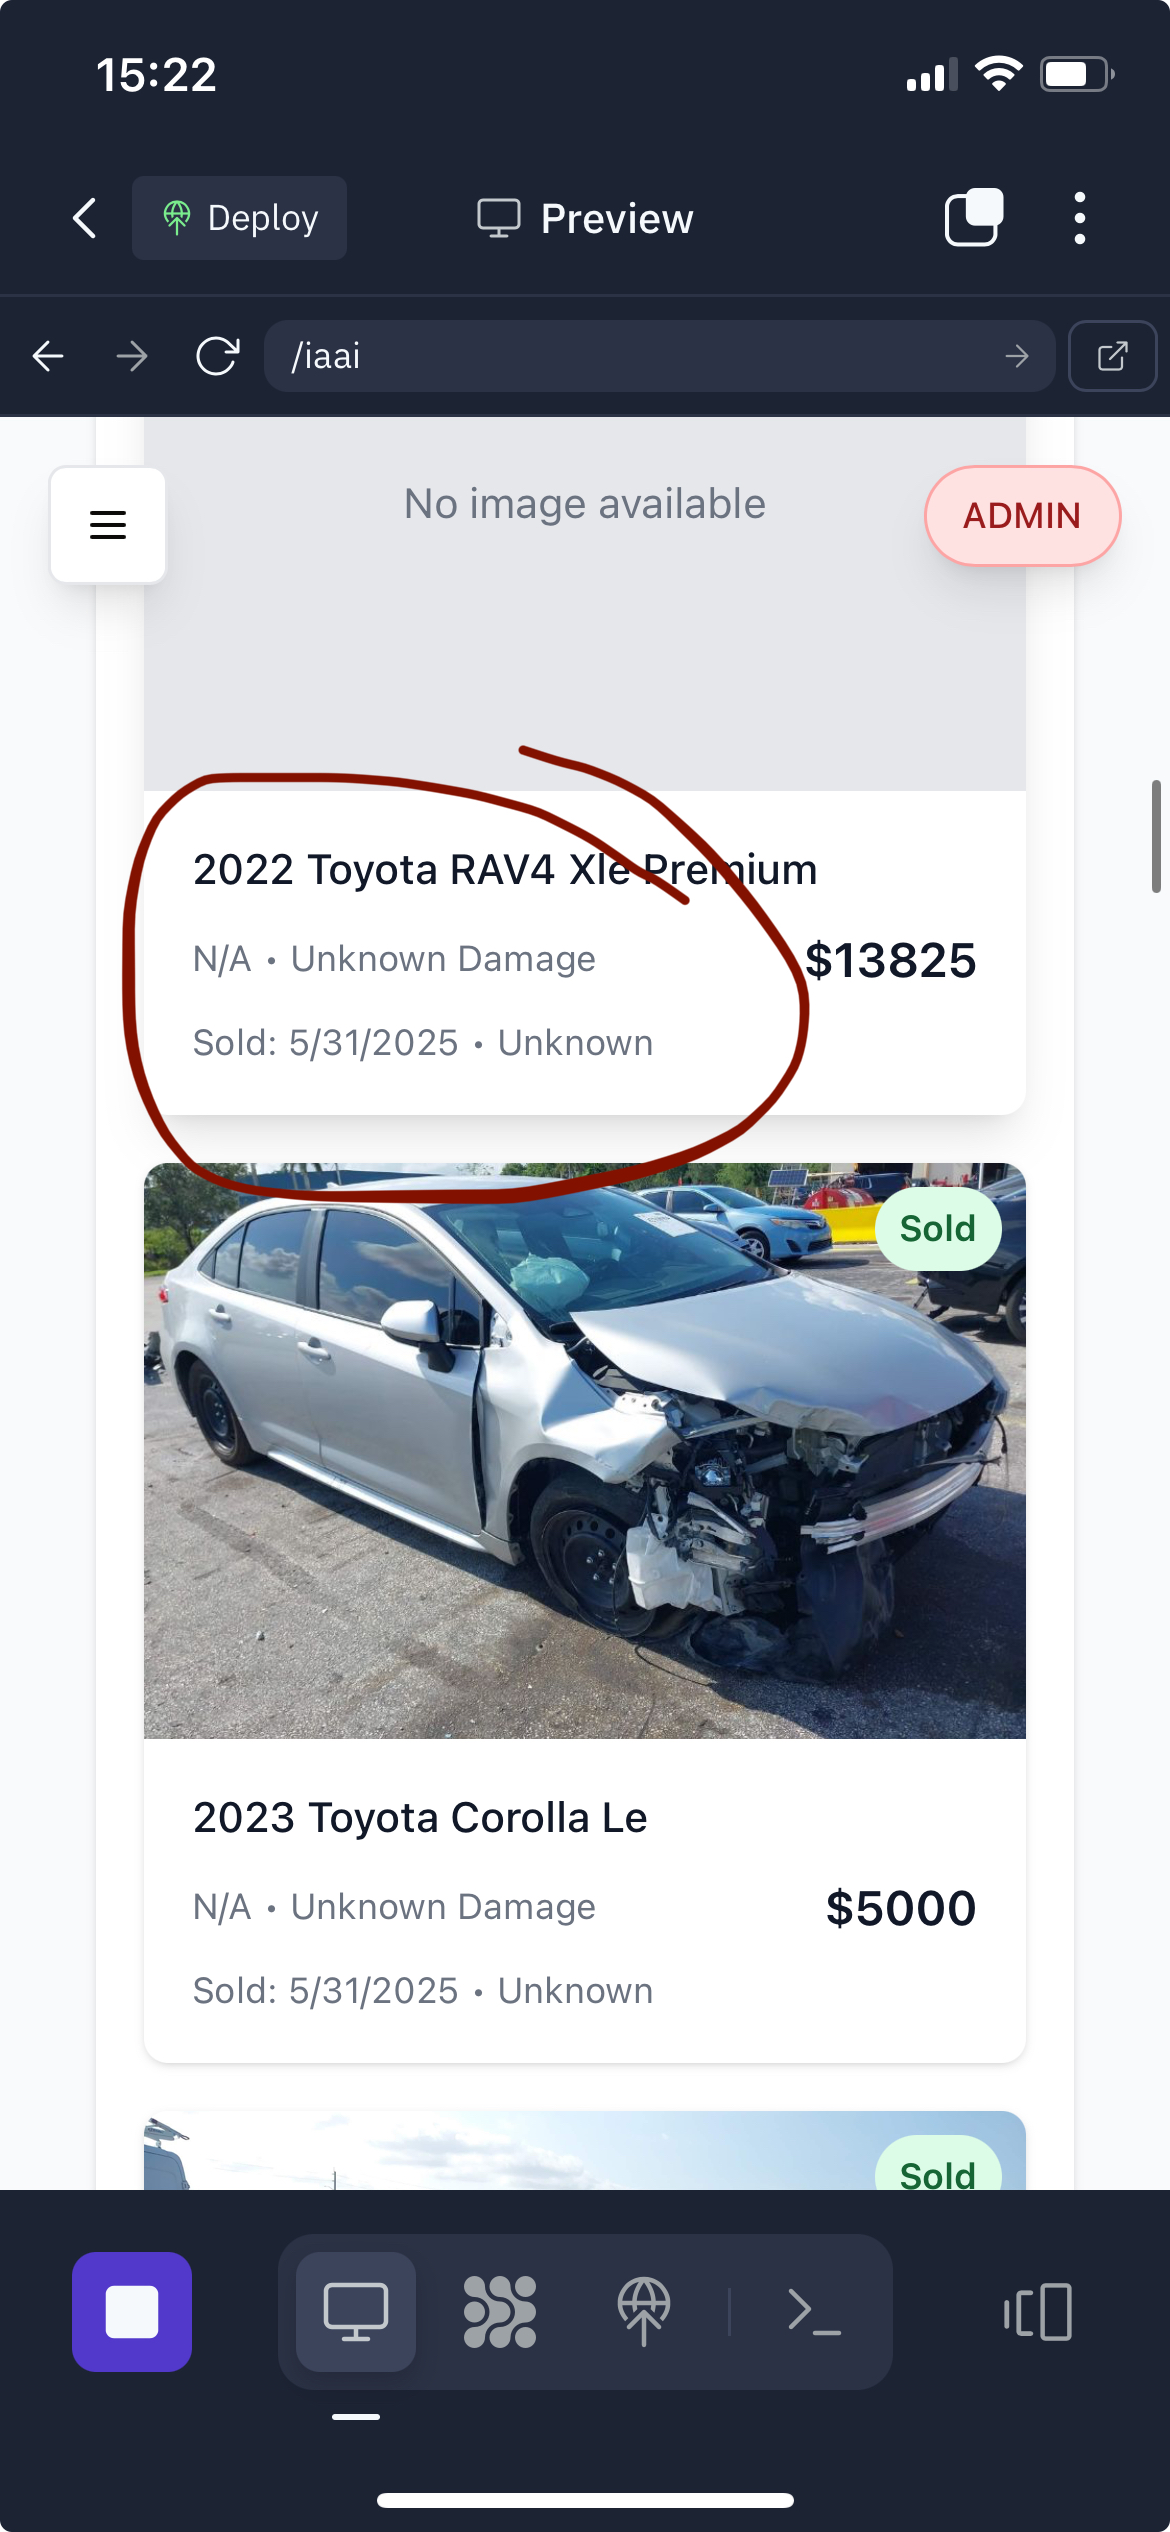 15:22
Deploy
Preview
/iaai
No image available
ADMIN
2022 Toyota RAV4 Xle Premium
N/A • Unknown Damage
$13825
Sold: 5/31/2025 • Unknown
Sold
2023 Toyota Corolla Le
N/A • Unknown Damage
$5000
Sold: 5/31/2025 • Unknown
Sold